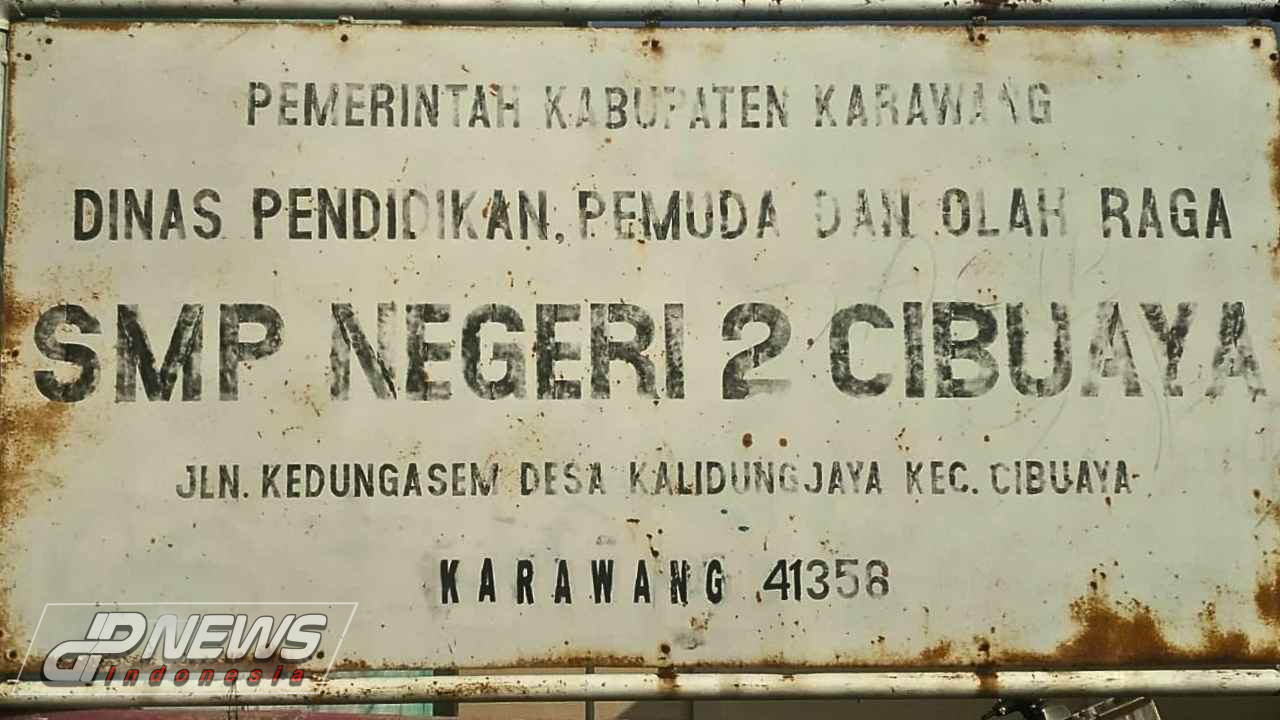 PEMERINTAH KABUPATEN KARAWANG
DINAS PENDIDIKAN, PEMUDA DAN OLAH RAGA
SMP NEGERI 2 CIBUAYA
JLN. KEDUNGASEM DESA KALIDUNGJAYA KEC. CIBUAYA-
KARAWANG 41358
dP NEWS
Indonesia